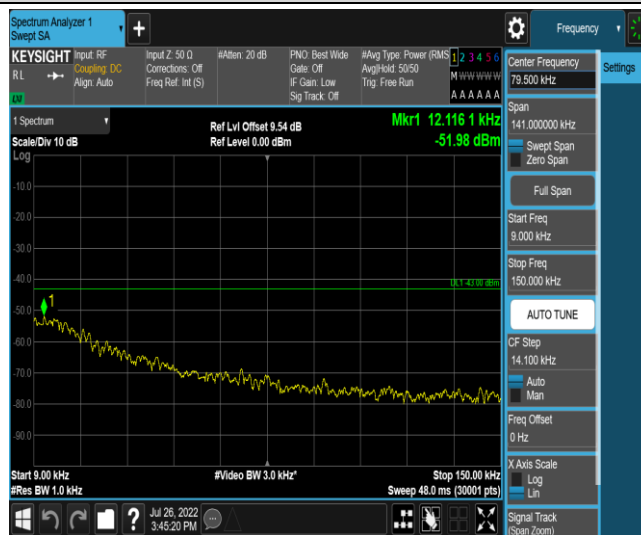 Spectrum Analyzer 1
Swept SA
Frequency
KEYSIGHT
RL
Input: RF
Coupling: DC
Align: Auto
Input Z: 50 Ω
Corrections: Off
Freq Ref: Int (S)
#Atten: 20 dB
PNO: Best Wide
Gate: Off
IF Gain: Low
Sig Track: Off
#Avg Type: Power (RMS
Avg|Hold: 50/50
Trig: Free Run
1 2 3 4 5 6
M W W W W W
A A A A A A
1 Spectrum
Scale/Div 10 dB
Log
Ref Lvl Offset 9.54 dB
Ref Level 0.00 dBm
Mkr1 12.116 1 kHz
-51.98 dBm
-10.0
-20.0
-30.0
-40.0
-50.0
-60.0
-70.0
-80.0
-90.0
DL1 -43.00 dBm
1
Start 9.00 kHz
#Res BW 1.0 kHz
#Video BW 3.0 kHz*
Stop 150.00 kHz
Sweep 48.0 ms (30001 pts)
Jul 26, 2022
3:45:20 PM
Center Frequency
79.500 kHz
Settings
Span
141.000000 kHz
Swept Span
Zero Span
Full Span
Start Freq
9.000 kHz
Stop Freq
150.000 kHz
AUTO TUNE
CF Step
14.100 kHz
Auto
Man
Freq Offset
0 Hz
X Axis Scale
Log
Lin
Signal Track
(Span Zoom)